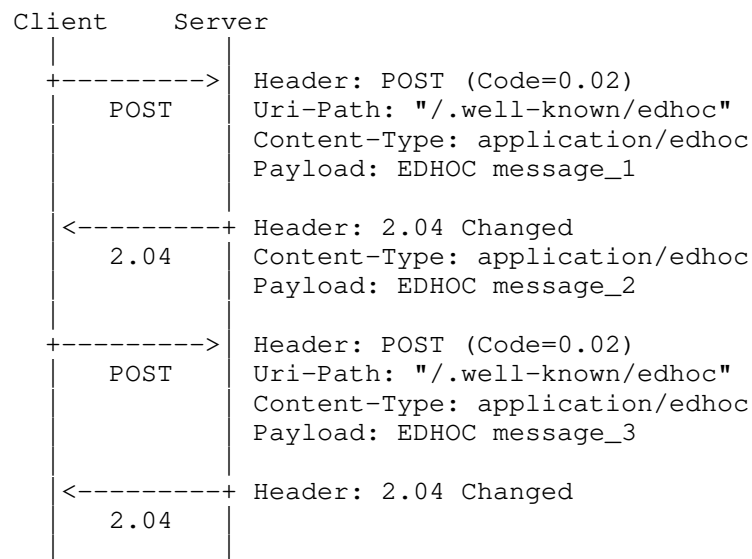 Client Server
POST Header: POST (Code=0.02)
Uri-Path: "/.well-known/edhoc"
Content-Type: application/edhoc
Payload: EDHOC message_1
Header: 2.04 Changed
2.04 Content-Type: application/edhoc
Payload: EDHOC message_2
Header: POST (Code=0.02)
POST Uri-Path: "/.well-known/edhoc"
Content-Type: application/edhoc
Payload: EDHOC message_3
Header: 2.04 Changed
2.04